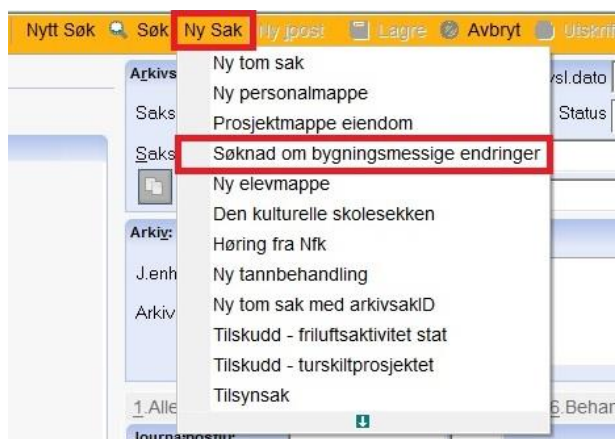 Nytt Søk Søk Ny Sak Ny jpost Lagre Avbryt Utskrif
Arkivs
Ny tom sak
vsl.dato
Ny personalmappe
Saks
Prosjektmappe eiendom
Status
Saks
Søknad om bygningsmessige endringer
Ny elevmappe
Den kulturelle skolesekken
Arkiv:
Høring fra Nfk
J.enh
Ny tannbehandling
Arkiv
Ny tom sak med arkivsakID
Tilskudd - friluftsaktivitet stat
Tilskudd - turskiltprosjektet
Tilsynsak
1.Alle
6.Behar